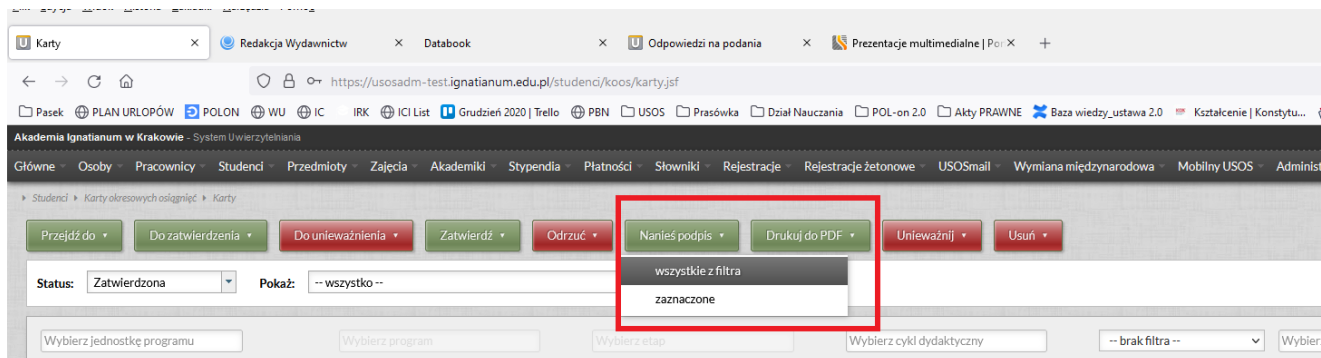 Karty
Redakcja Wydawnictw
Databook
Odpowiedzi na podania
Prezentacje multimedialne | Por
https://usosadm-test.ignatianum.edu.pl/studenci/koos/karty.jsf
Pasek PLAN URLOPÓW POLON WU IC IRK ICI List Grudzień 2020 | Trello PBN USOS Prasówka Dział Nauczania POL-on 2.0 Akty PRAWNE Baza wiedzy_ustawa 2.0 Kształcenie | Konstytu...
Akademia Ignatianum w Krakowie - System Uwierzytelniania
Główne Osoby Pracownicy Studenci Przedmioty Zajęcia Akademiki Stypendia Płatności Słowniki Rejestracje Rejestracje żetonowe USOSmail Wymiana międzynarodowa Mobilny USOS Administ
Studenci Karty okresowych osiągnięć Karty
Przejdź do Do zatwierdzenia Do unieważnienia Zatwierdź Odrzuć Nanieś podpis Drukuj do PDF Unieważnij Usuń
wszystkie z filtra
Status: Zatwierdzona Pokaż: -- wszystko --
zaznaczone
Wybierz jednostkę programu Wybierz program Wybierz etap Wybierz cykl dydaktyczny -- brak filtra -- Wybierz